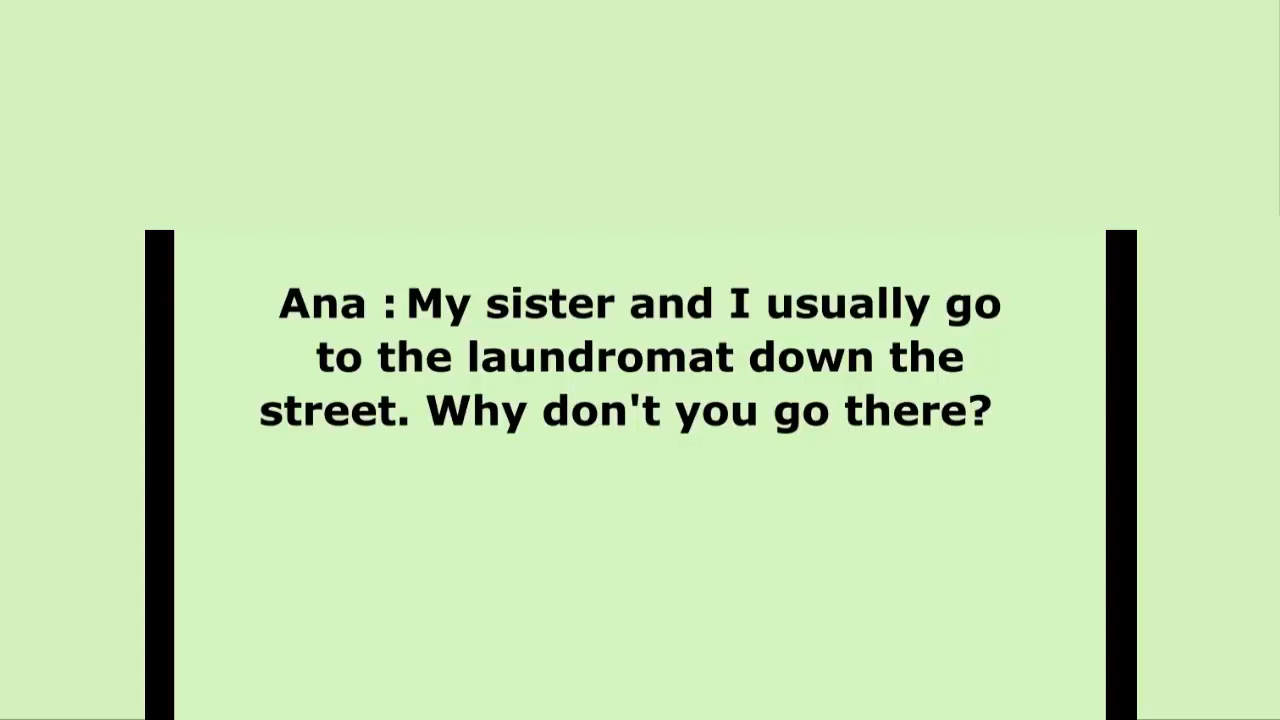 Ana : My sister and I usually go
to the laundromat down the
street. Why don't you go there?